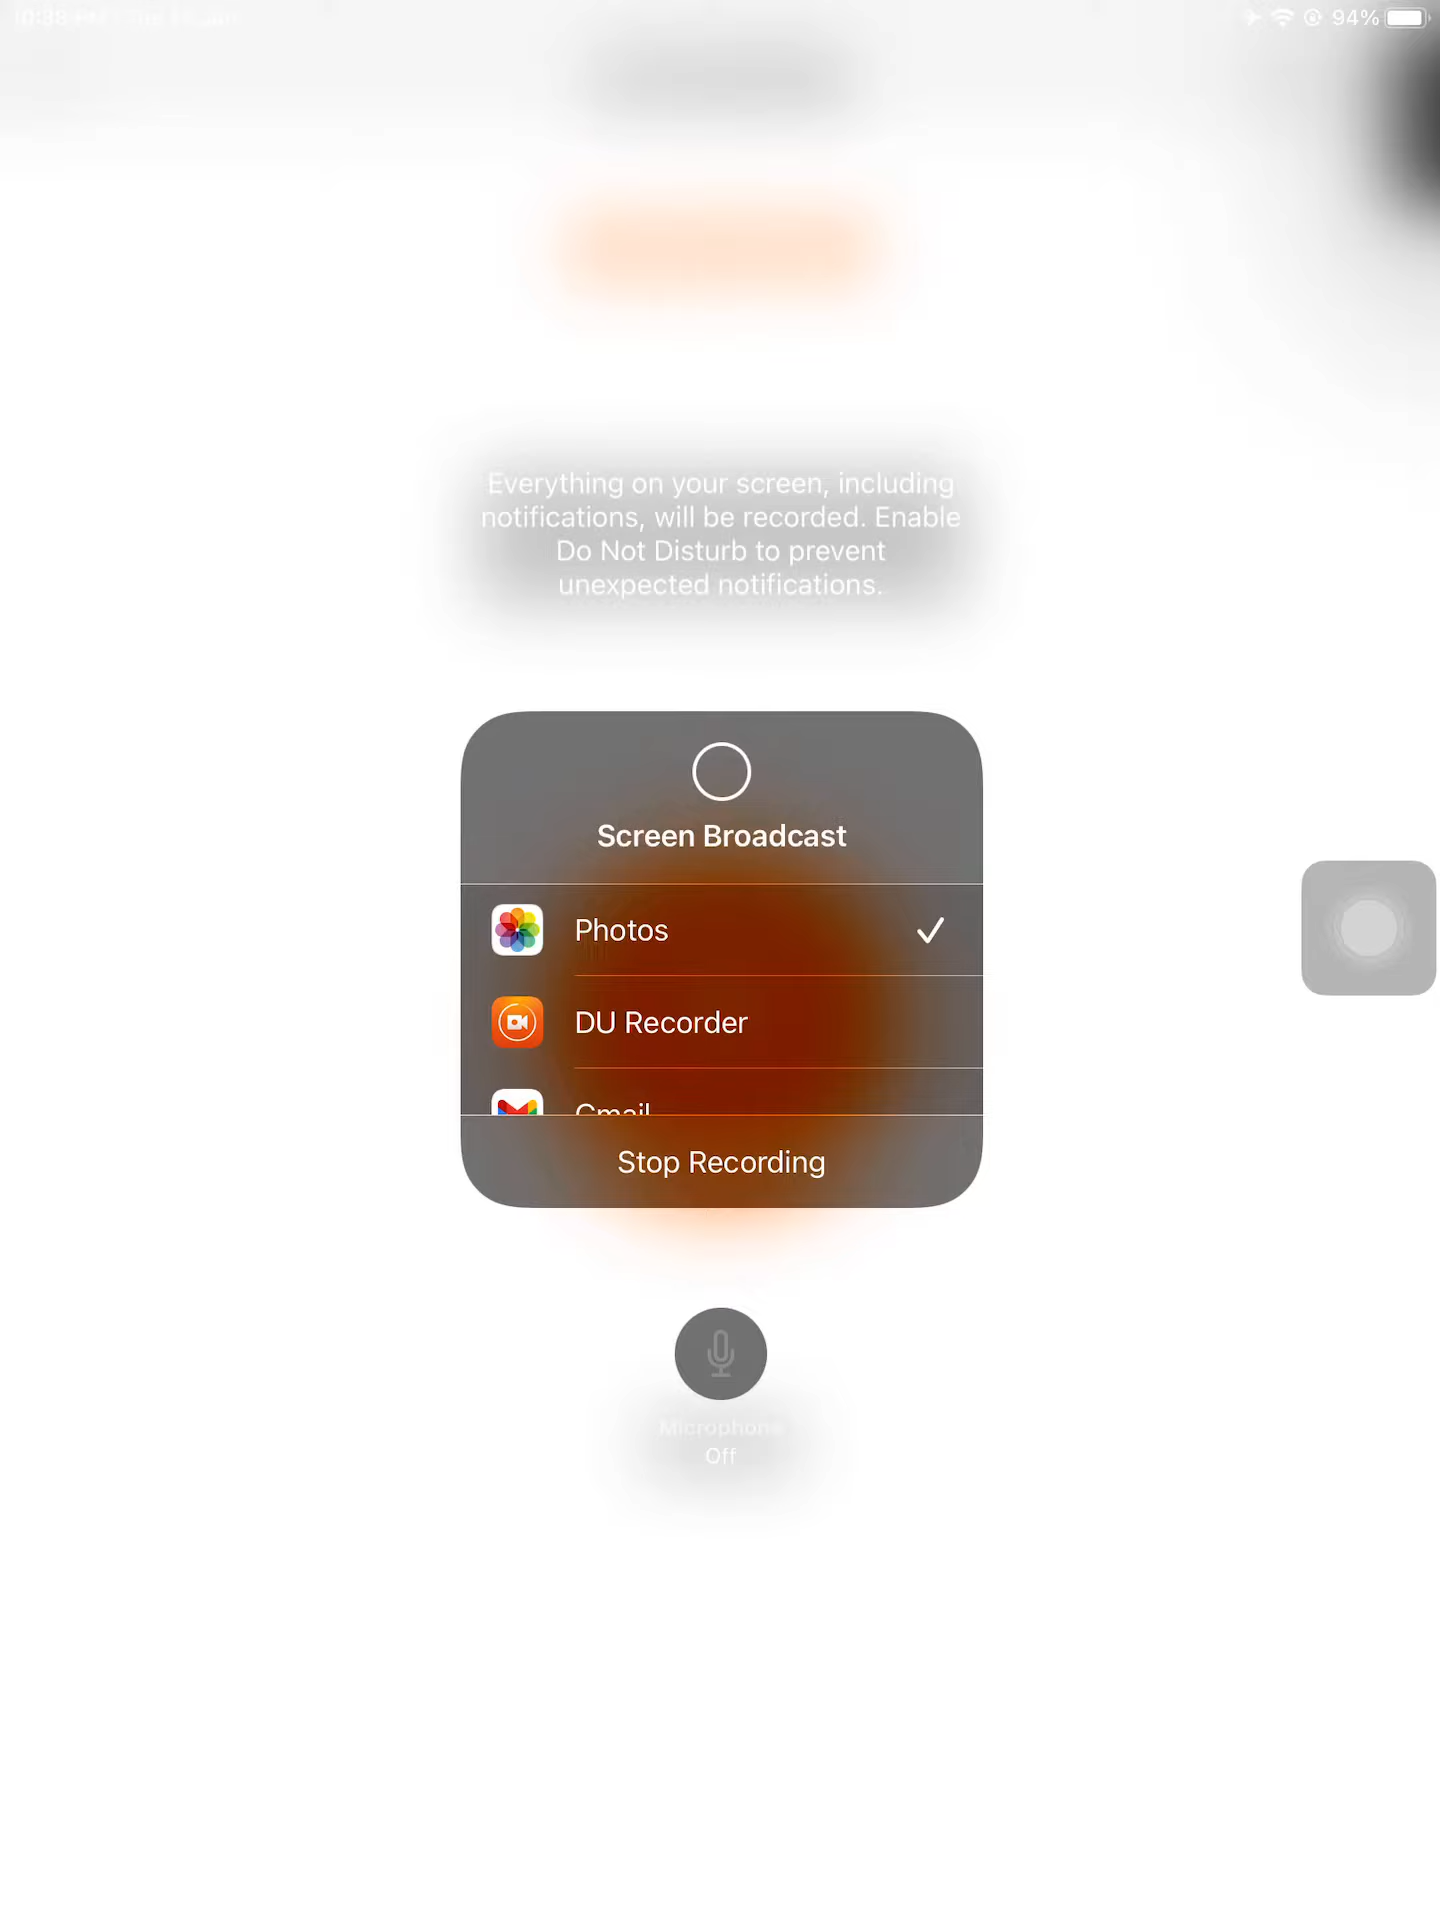 94%
Everything on your screen, including
notifications, will be recorded. Enable
Do Not Disturb to prevent
unexpected notifications.
Screen Broadcast
Photos
DU Recorder
Gmail
Stop Recording
Microphone
Off